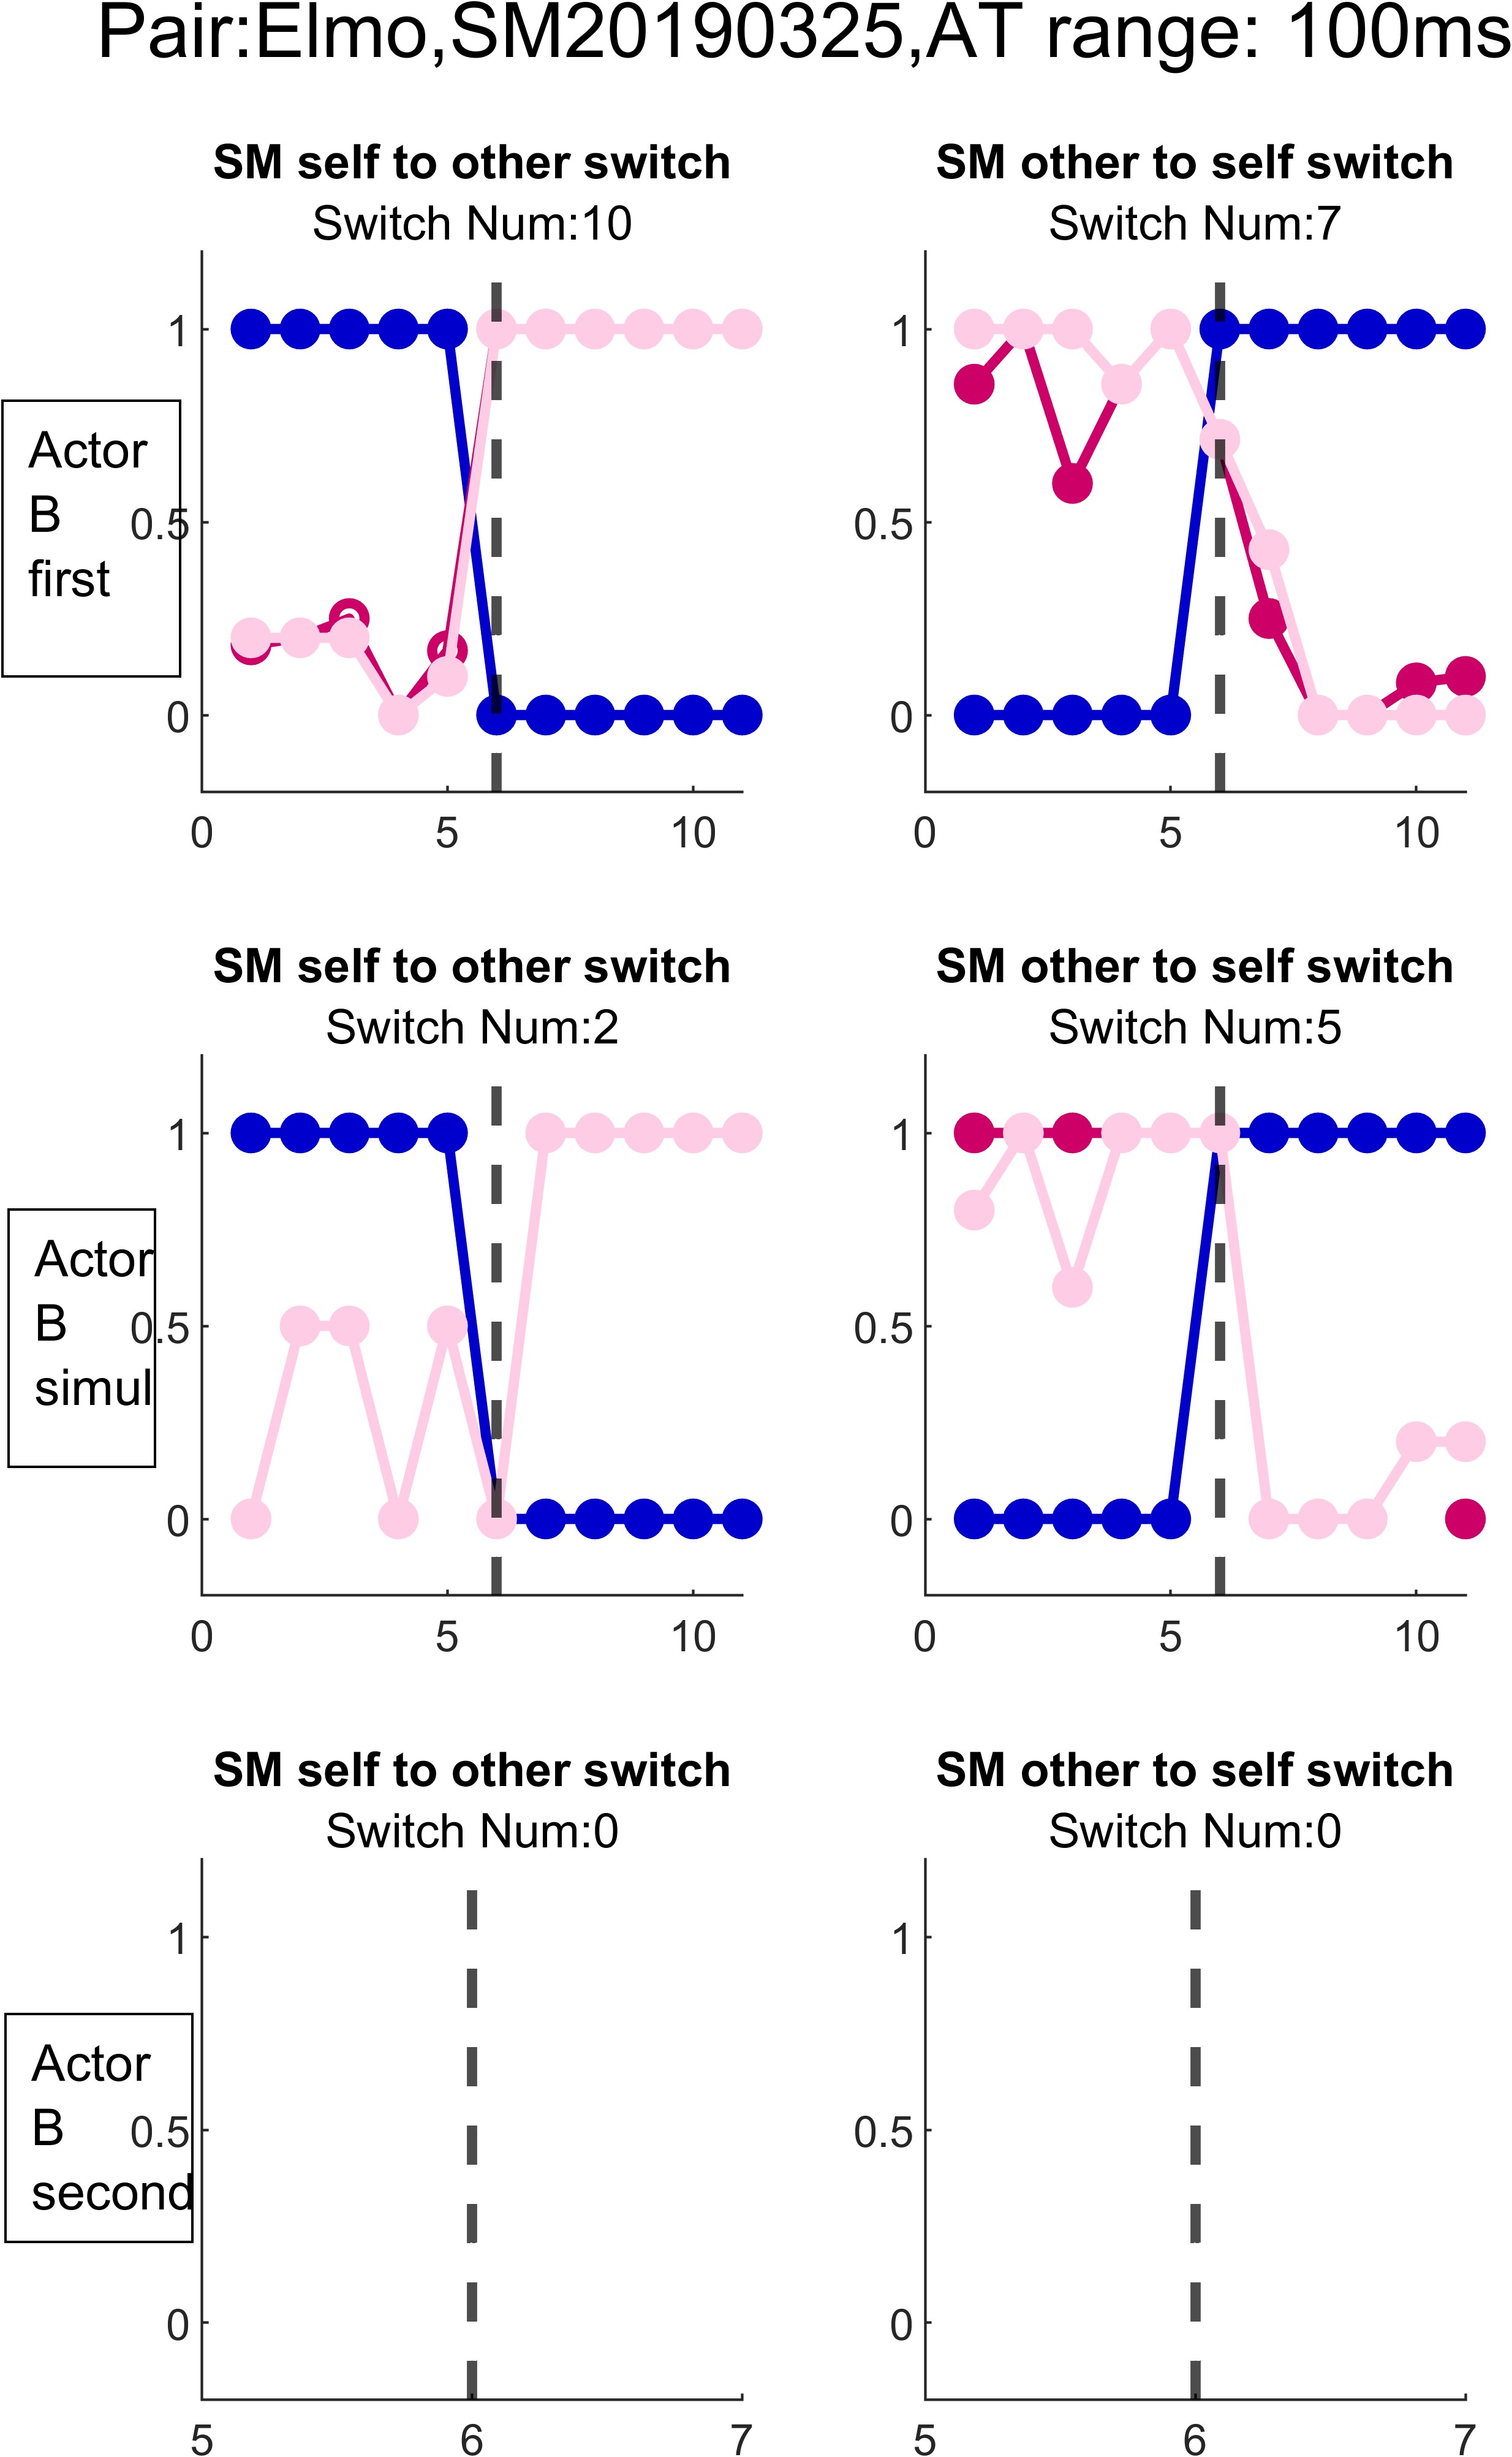 Pair:Elmo,SM20190325,AT range: 100ms
SM self to other switch
Switch Num:10
SM other to self switch
Switch Num:7
Actor
B
first
1
0.5
0
0
5
10
1
0.5
0
0
5
10
SM self to other switch
Switch Num:2
SM other to self switch
Switch Num:5
Actor
B
simul
1
0.5
0
0
5
10
1
0.5
0
0
5
10
SM self to other switch
Switch Num:0
SM other to self switch
Switch Num:0
Actor
B
second
1
0.5
0
5
6
7
1
0.5
0
5
6
7